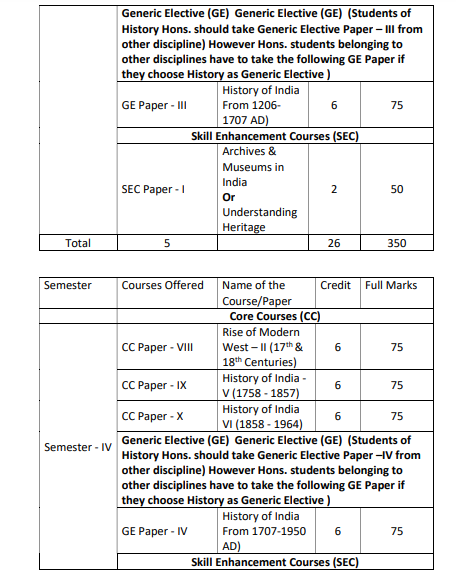 Generic Elective (GE)  Generic Elective (GE)  (Students of
History Hons. should take Generic Elective Paper – III from
other discipline) However Hons. students belonging to
other disciplines have to take the following GE Paper if
they choose History as Generic Elective )
GE Paper - III History of India From 1206- 1707 AD) 6 75
Skill Enhancement Courses (SEC)
SEC Paper - I Archives & Museums in India Or Understanding Heritage 2 50
Total 5 26 350
Semester Courses Offered Name of the Course/Paper Credit Full Marks
Core Courses (CC)
CC Paper - VIII Rise of Modern West – II (17th & 18th Centuries) 6 75
CC Paper - IX History of India - V (1758 - 1857) 6 75
CC Paper - X History of India VI (1858 - 1964) 6 75
Semester - IV
Generic Elective (GE)  Generic Elective (GE)  (Students of
History Hons. should take Generic Elective Paper –IV from
other discipline) However Hons. students belonging to
other disciplines have to take the following GE Paper if
they choose History as Generic Elective )
GE Paper - IV History of India From 1707-1950 AD) 6 75
Skill Enhancement Courses (SEC)